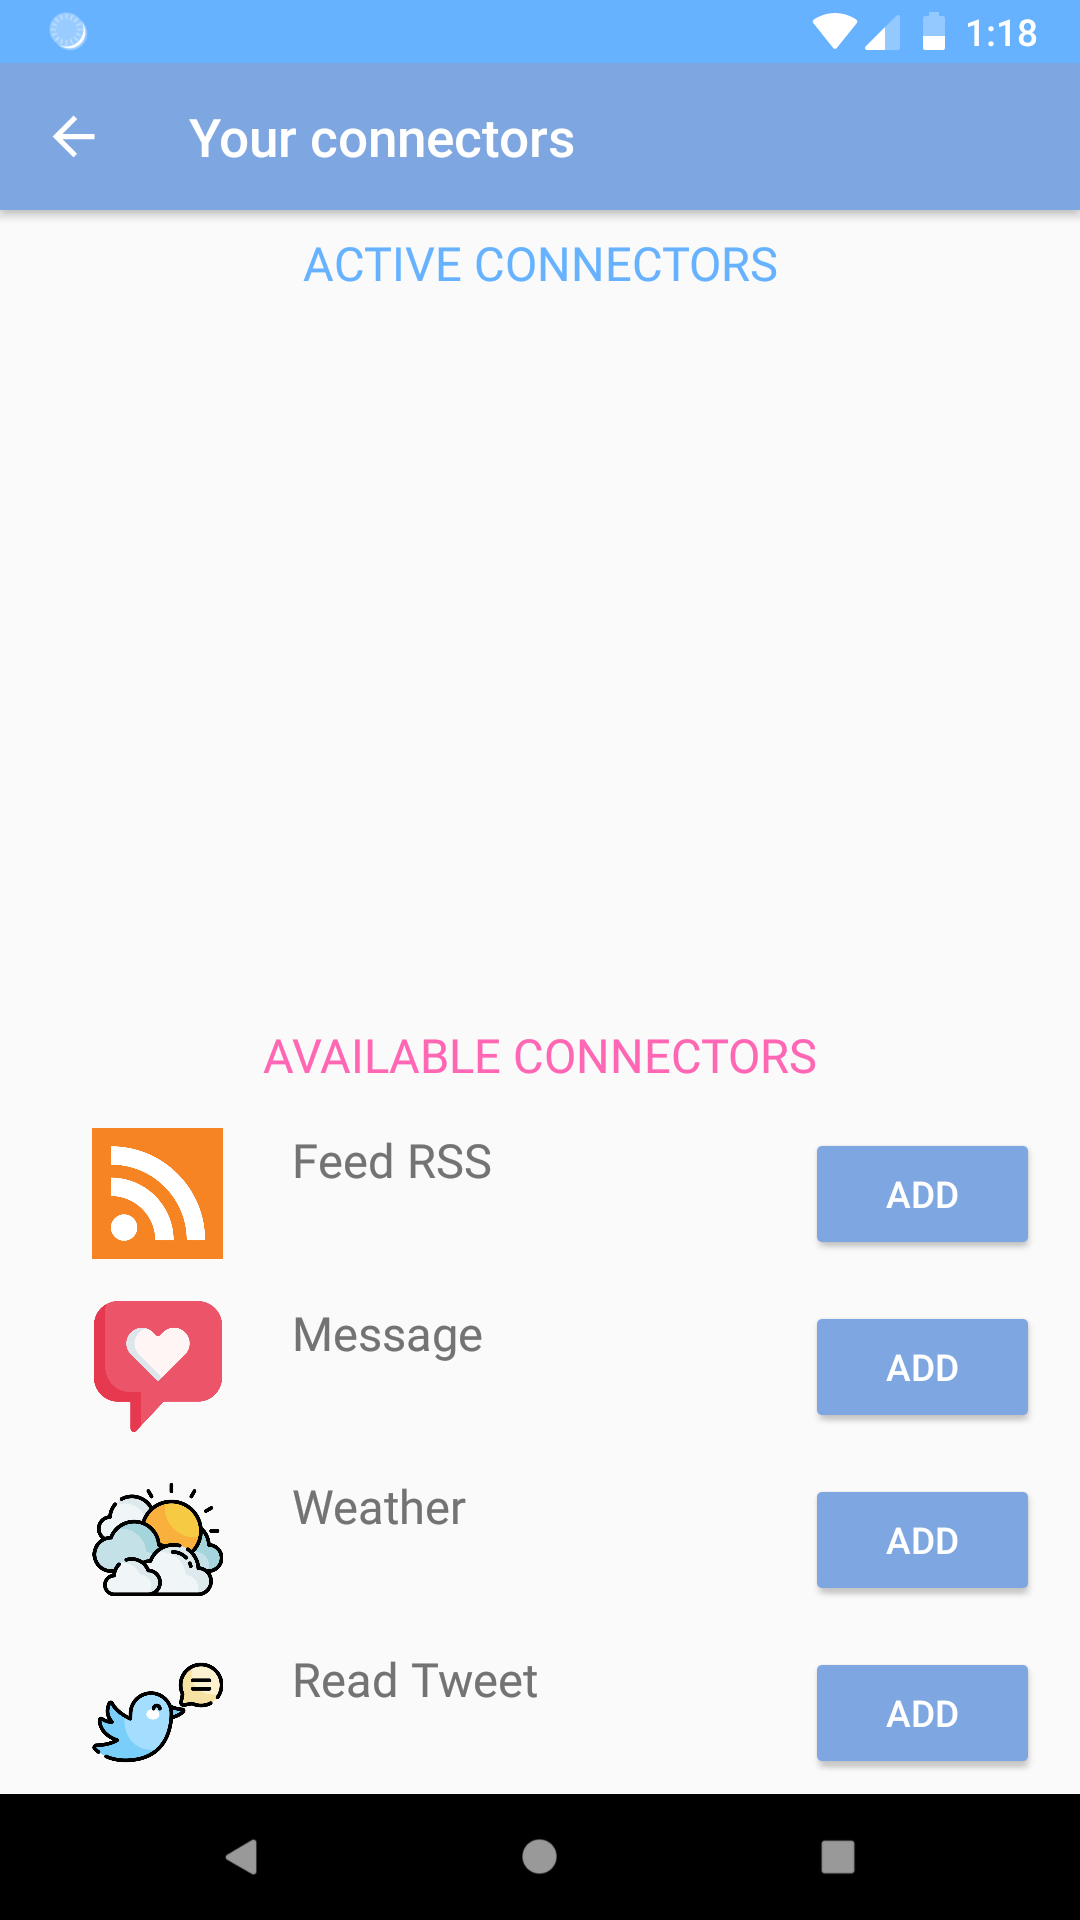 1:18
Your connectors
ACTIVE CONNECTORS
AVAILABLE CONNECTORS
Feed RSS
ADD
Message
ADD
Weather
ADD
Read Tweet
ADD